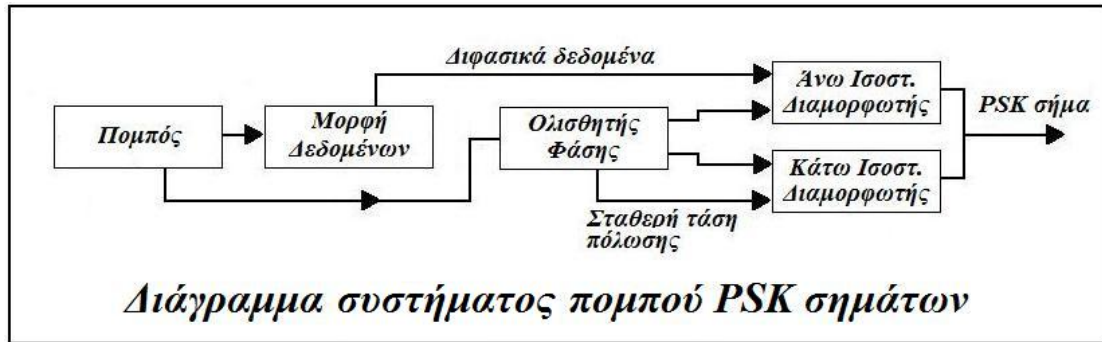 Διφασικά δεδομένα
Πομπός
Μορφή
Δεδομένων
Ολισθητής
Φάσης
Άνω Ισοστ.
Διαμορφωτής
PSK σήμα
Κάτω Ισοστ.
Διαμορφωτής
Σταθερή τάση
πόλωσης
Διάγραμμα συστήματος πομπού PSK σημάτων